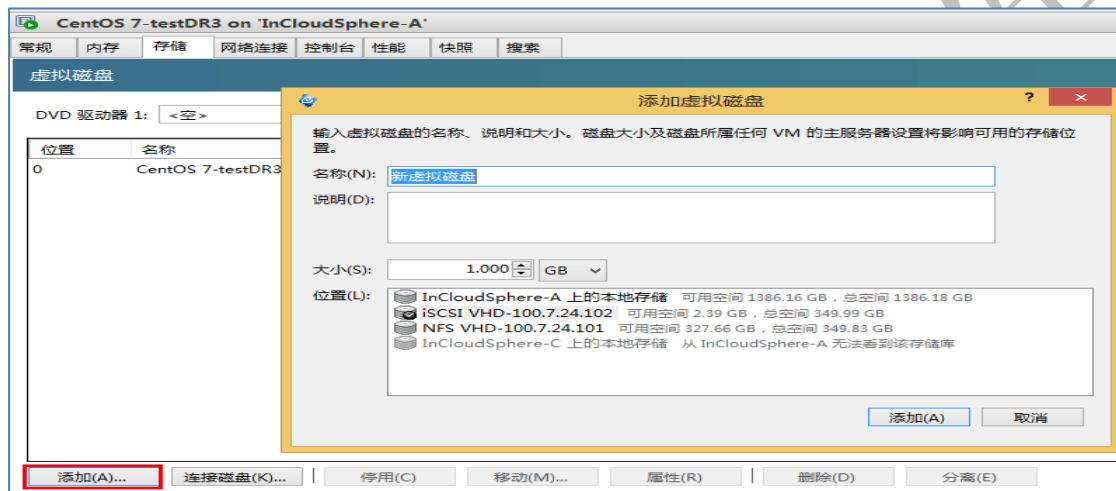 CentOS 7-testDR3 on 'InCloudSphere-A'
常规 内存 存储 网络连接 控制台 性能 快照 搜索
虚拟磁盘
DVD 驱动器 1: <空>
位置 名称
0 CentOS 7-testDR3
添加虚拟磁盘 ? ×
输入虚拟磁盘的名称、说明和大小。磁盘大小及磁盘所属任何 VM 的主服务器设置将影响可用的存储位
置。
名称(N): 新虚拟磁盘
说明(D):
大小(S): 1.000 GB
位置(L): InCloudSphere-A 上的本地存储 可用空间 1386.16 GB，总空间 1386.18 GB
iSCSI VHD-100.7.24.102 可用空间 2.39 GB，总空间 349.99 GB
NFS VHD-100.7.24.101 可用空间 327.66 GB，总空间 349.83 GB
InCloudSphere-C 上的本地存储 从 InCloudSphere-A 无法看到该存储库
添加(A) 取消
添加(A)... 连接磁盘(K)... 停用(C) 移动(M)... 属性(R) 删除(D) 分离(E)